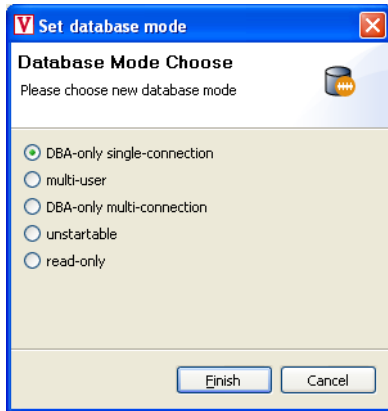 V Set database mode
Database Mode Choose
Please choose new database mode
DBA-only single-connection
multi-user
DBA-only multi-connection
unstartable
read-only
Finish
Cancel